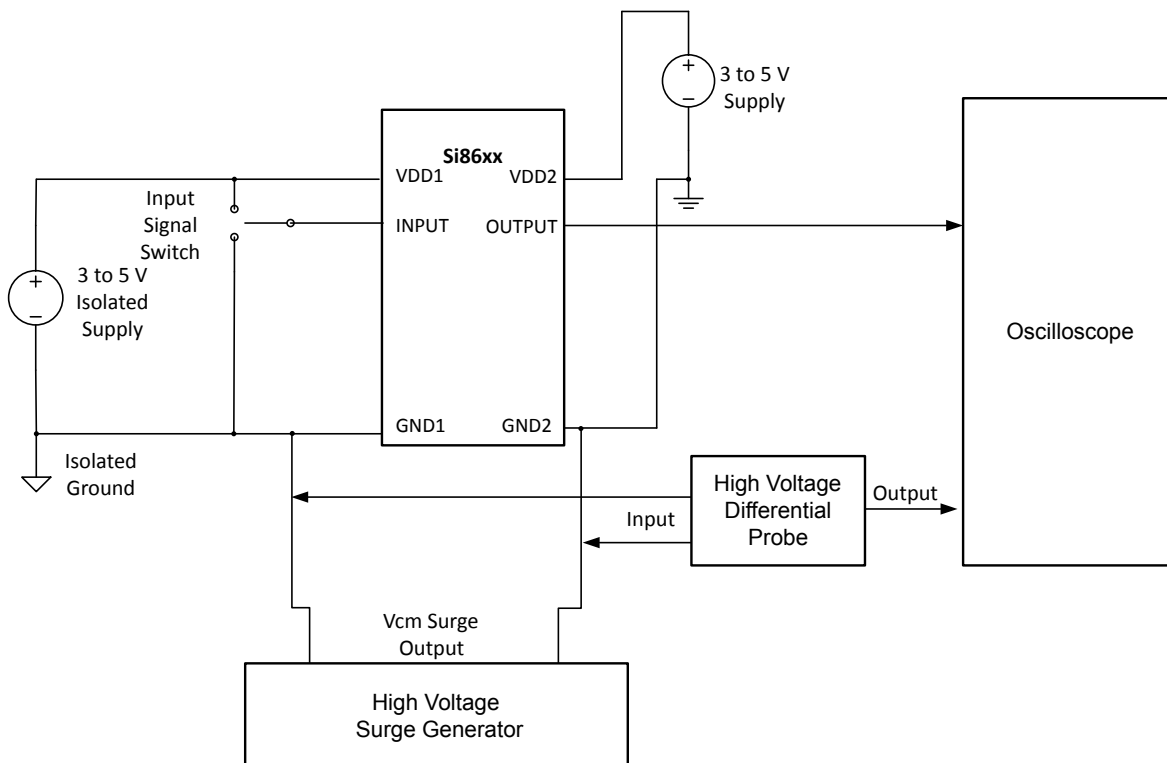 3 to 5 V
Supply
Si86xx
VDD1
VDD2
Input
Signal
Switch
INPUT
OUTPUT
3 to 5 V
Isolated
Supply
Oscilloscope
GND1
GND2
Isolated
Ground
High Voltage
Differential
Probe
Output
Input
Vcm Surge
Output
High Voltage
Surge Generator